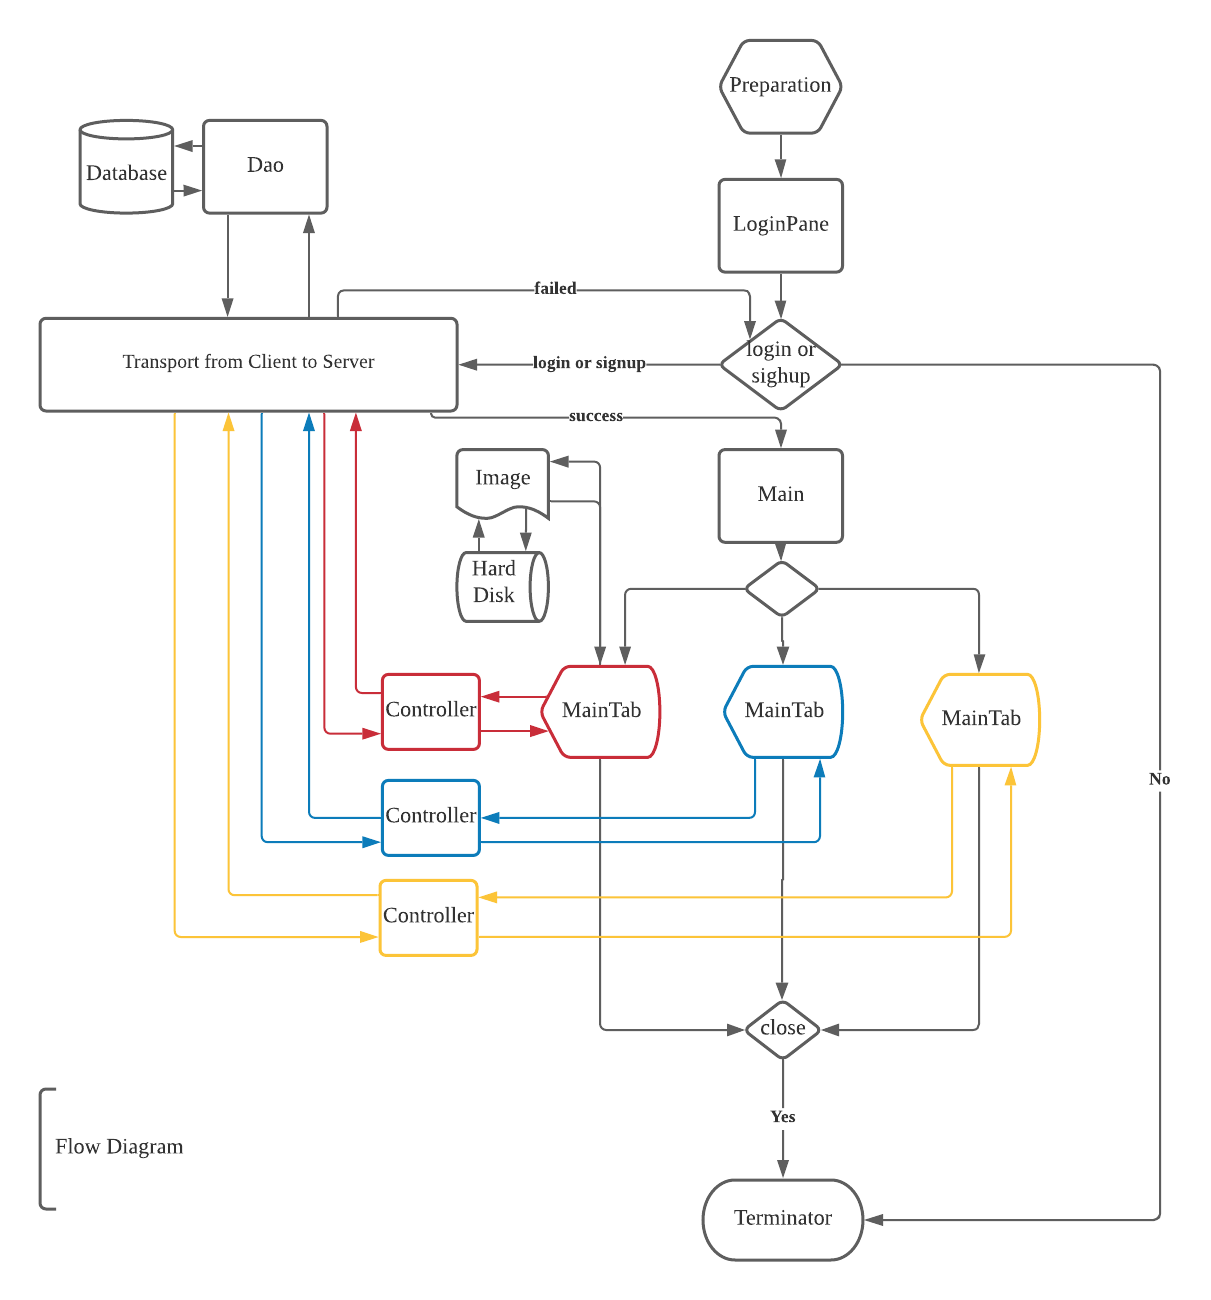 Preparation
Database
Dao
LoginPane
failed
Transport from Client to Server
login or signup
login or
sighup
success
Image
Main
Hard
Disk
Controller
MainTab
MainTab
MainTab
No
Controller
Controller
close
Yes
Flow Diagram
Terminator